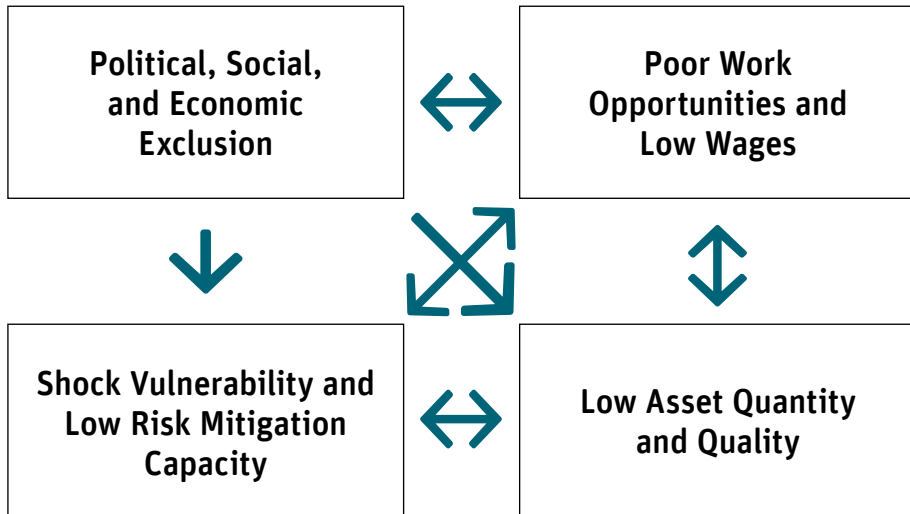 Political, Social,
and Economic
Exclusion
Poor Work
Opportunities and
Low Wages
Shock Vulnerability and
Low Risk Mitigation
Capacity
Low Asset Quantity
and Quality